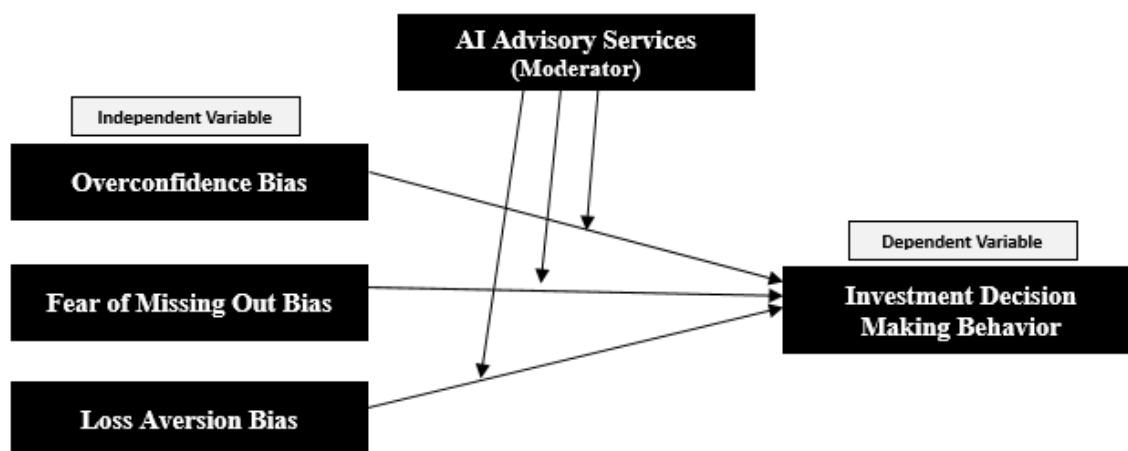 AI Advisory Services
(Moderator)
Independent Variable
Overconfidence Bias
Dependent Variable
Fear of Missing Out Bias
Investment Decision
Making Behavior
Loss Aversion Bias